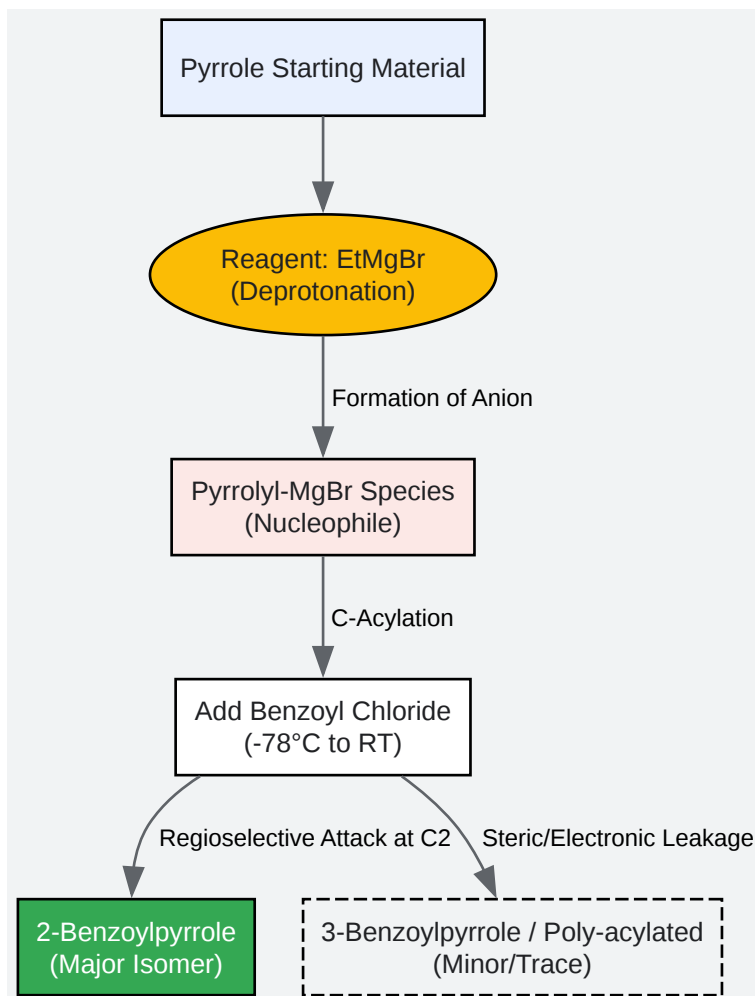 Pyrrole Starting Material
Reagent: EtMgBr
(Deprotonation)
Formation of Anion
Pyrrolyl-MgBr Species
(Nucleophile)
C-Acylation
Add Benzoyl Chloride
(-78°C to RT)
Regioselective Attack at C2
Steric/Electronic Leakage
2-Benzoylpyrrole
(Major Isomer)
3-Benzoylpyrrole / Poly-acylated
(Minor/Trace)